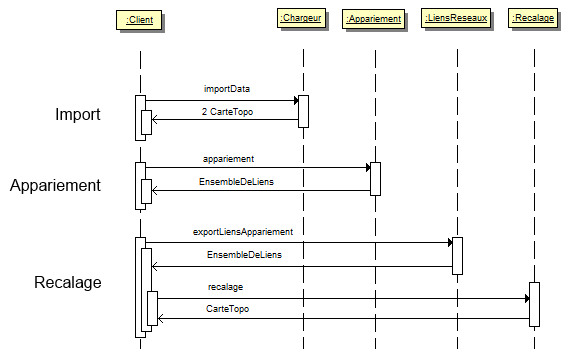 :Client
:Chargeur
:Appariement
:LiensReseaux
:Recalage
importData
Import
2 CarteTopo
appariement
Appariement
EnsembleDeLiens
exportLiensAppariement
EnsembleDeLiens
Recalage
recalage
CarteTopo